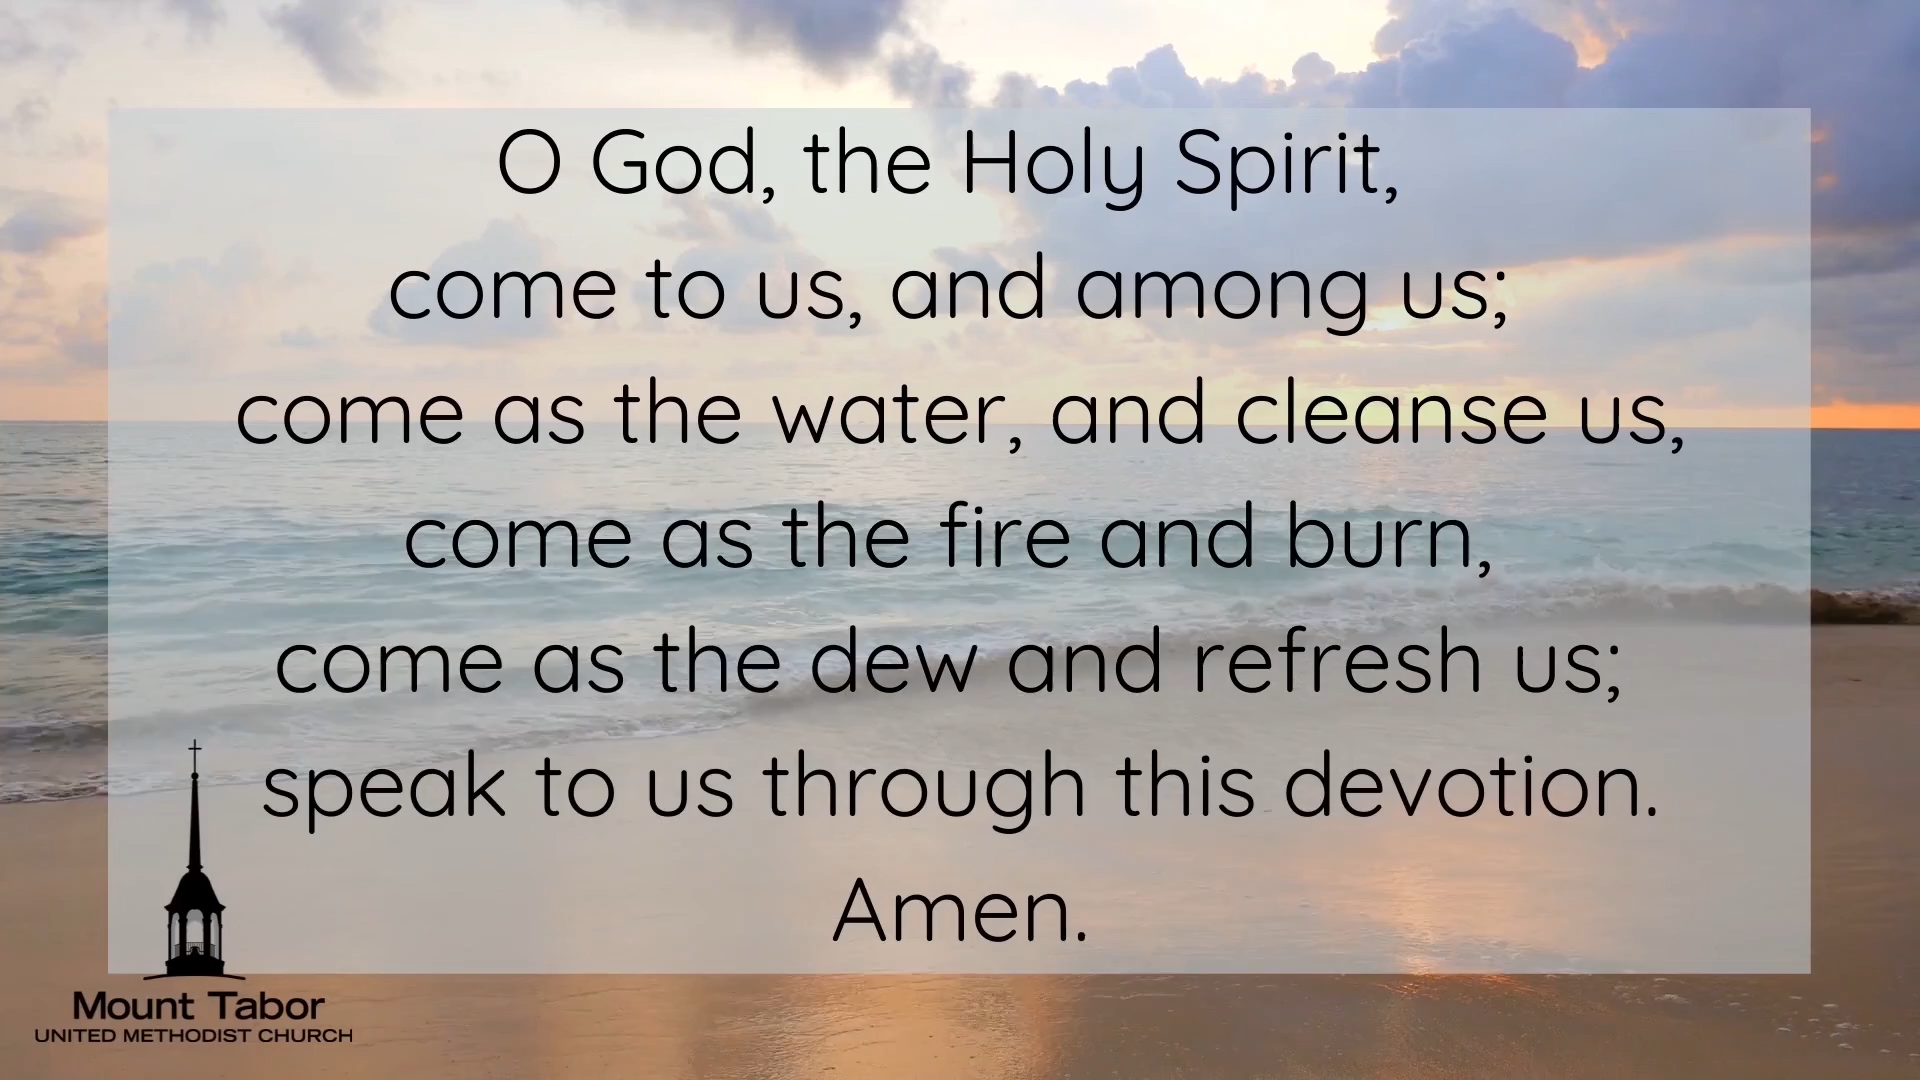 O God, the Holy Spirit,
come to us, and among us;
come as the water, and cleanse us,
come as the fire and burn,
come as the dew and refresh us;
speak to us through this devotion.
Amen.
Mount Tabor
UNITED METHODIST CHURCH